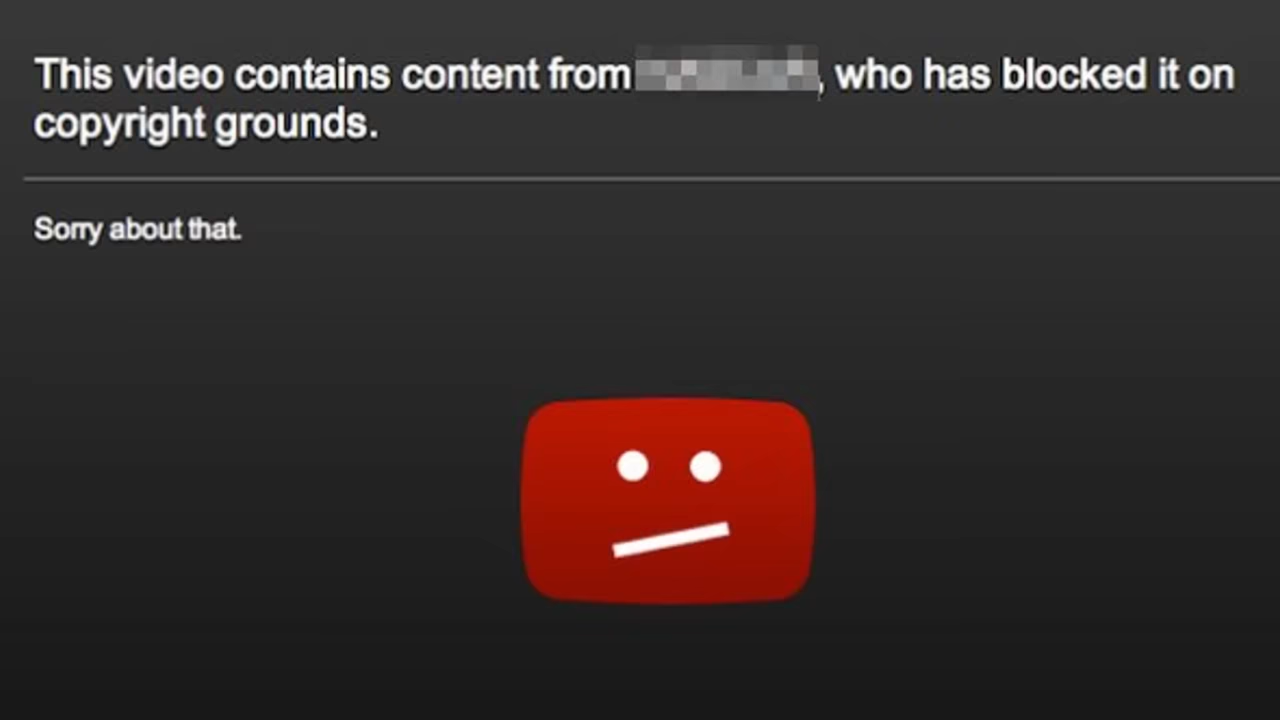 This video contains content from , who has blocked it on
copyright grounds.
Sorry about that.